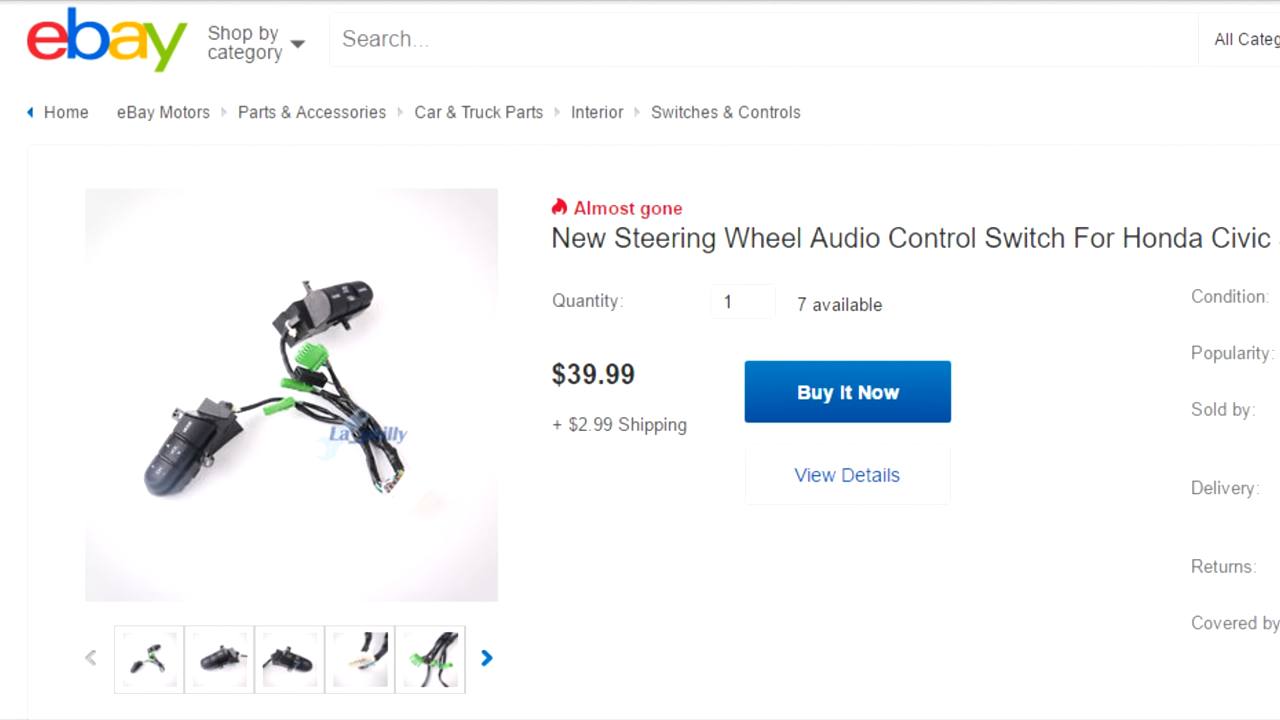 ebay
Shop by
category
Search...
All Categ
Home
eBay Motors
Parts & Accessories
Car & Truck Parts
Interior
Switches & Controls
Almost gone
New Steering Wheel Audio Control Switch For Honda Civic
Quantity:
1
7 available
Condition:
Popularity:
$39.99
Buy It Now
Sold by:
+ $2.99 Shipping
View Details
Delivery:
Returns:
Covered by